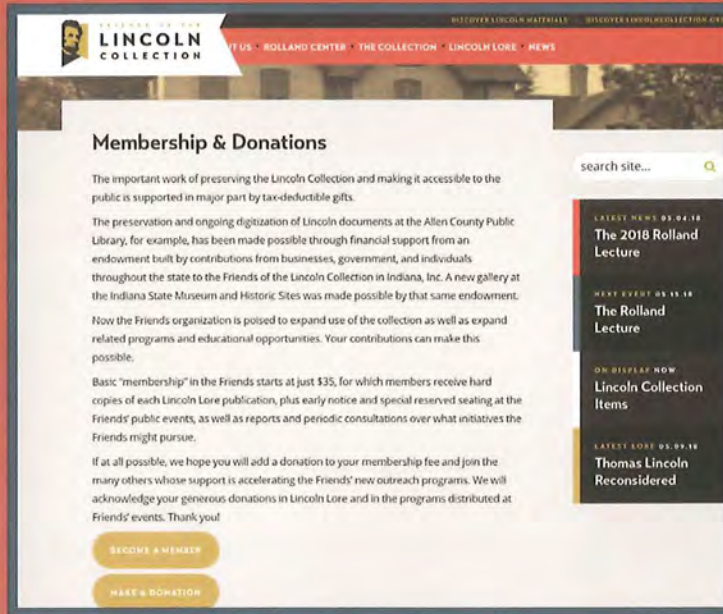 DISCOVER LINCOLN MATERIALS
FRIENDS OF THE
LINCOLN
COLLECTION
T US • ROLLAND CENTER • THE COLLECTION • LINCOLN LORE • NEWS
Membership & Donations
The important work of preserving the Lincoln Collection and making it accessible to the
public is supported in major part by tax-deductible gifts.
The preservation and ongoing digitization of Lincoln documents at the Allen County Public
Library, for example, has been made possible through financial support from an
endowment built by contributions from businesses, government, and individuals
throughout the state to the Friends of the Lincoln Collection in Indiana, Inc. A new gallery at
the Indiana State Museum and Historic Sites was made possible by that same endowment.
Now the Friends organization is poised to expand use of the collection as well as expand
related programs and educational opportunities. Your contributions can make this
possible.
Basic "membership" in the Friends starts at just $35, for which members receive hard
copies of each Lincoln Lore publication, plus early notice and special reserved seating at the
Friends' public events, as well as reports and periodic consultations over what initiatives the
Friends might pursue.
If at all possible, we hope you will add a donation to your membership fee and join the
many others whose support is accelerating the Friends' new outreach programs. We will
acknowledge your generous donations in Lincoln Lore and in the programs distributed at
Friends' events. Thank you!
BECOME A MEMBER
MAKE A DONATION
search site...
LATEST NEWS 05.04.18
The 2018 Rolland
Lecture
NEXT EVENT 05.15.18
The Rolland
Lecture
ON DISPLAY NOW
Lincoln Collection
Items
LATEST LORE 05.09.18
Thomas Lincoln
Reconsidered